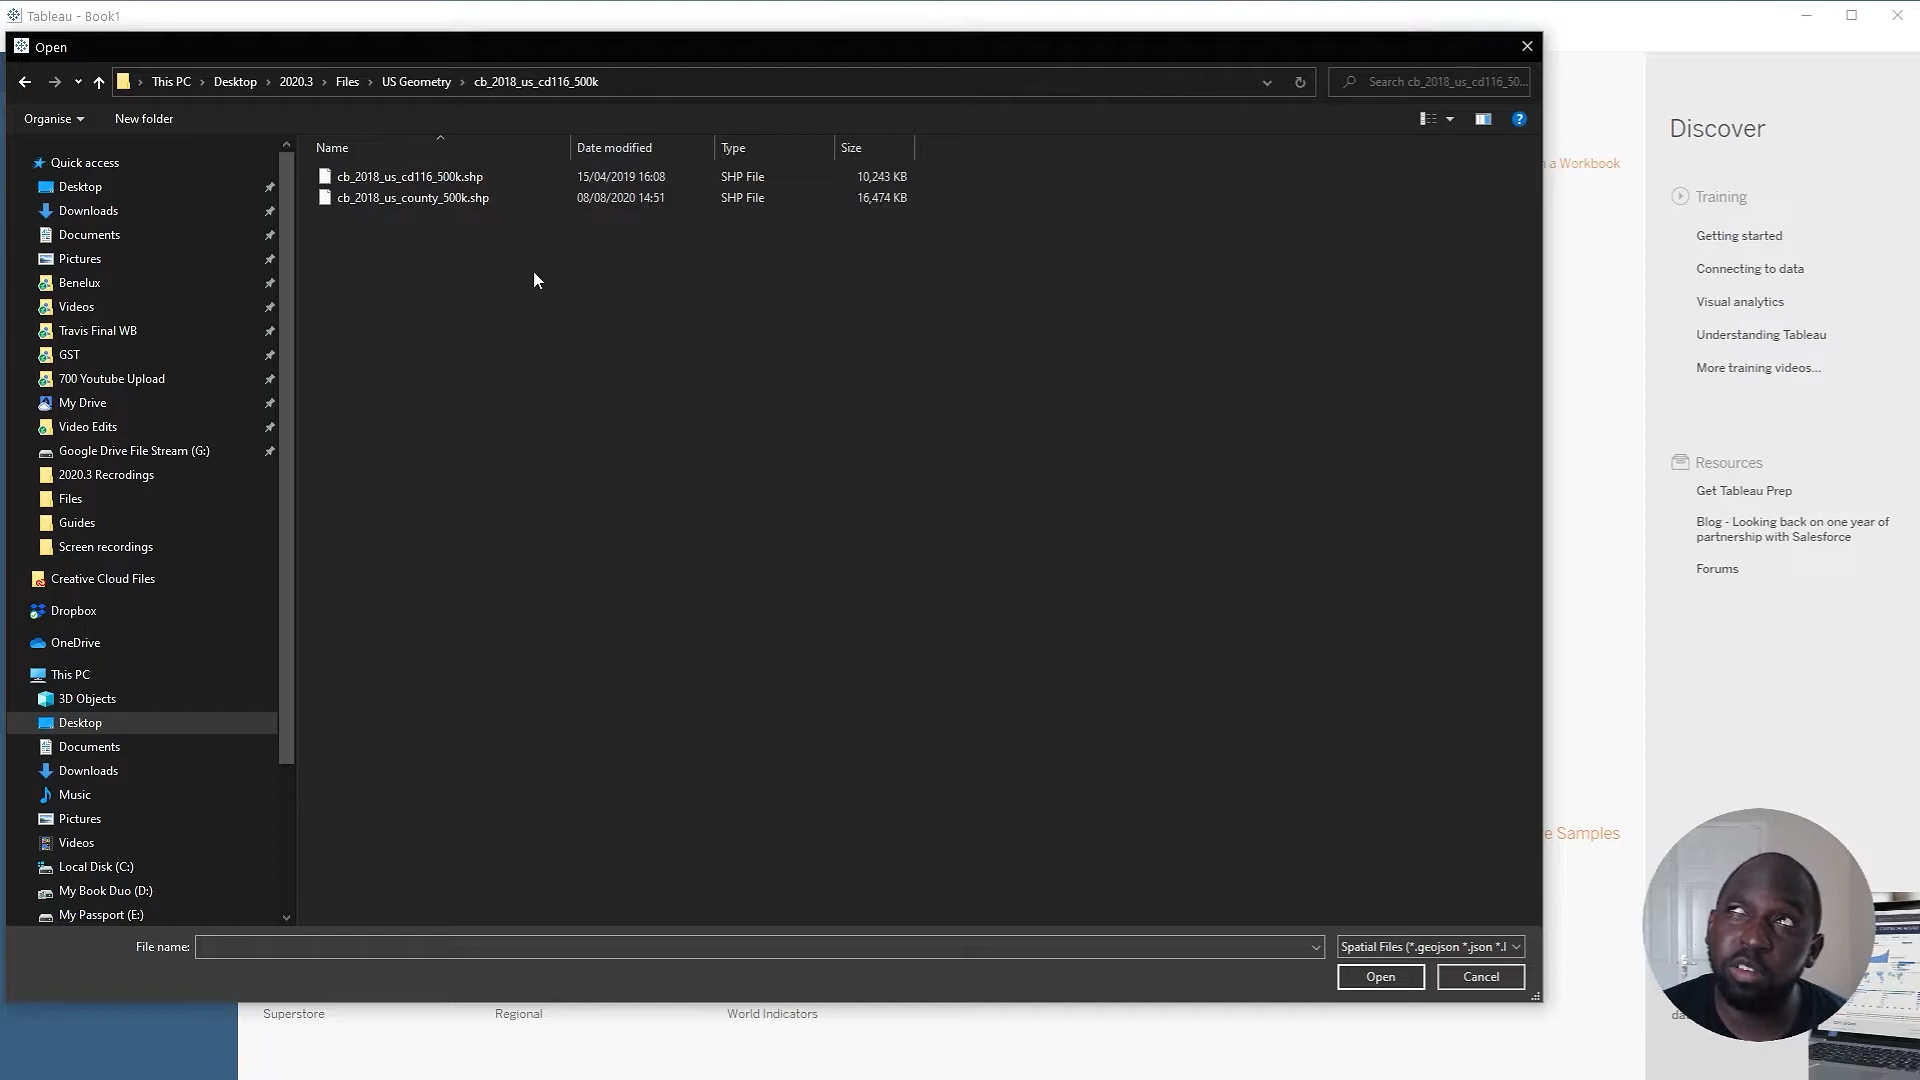 Tableau - Book1
Open
This PC > Desktop > 2020.3 > Files > US Geometry > cb_2018_us_cd116_500k
Search cb_2018_us_cd116_50...
Organise
New folder
?
Name
Date modified
Type
Size
cb_2018_us_cd116_500k.shp
15/04/2019 16:08
SHP File
10,243 KB
cb_2018_us_county_500k.shp
08/08/2020 14:51
SHP File
16,474 KB
Quick access
Desktop
Downloads
Documents
Pictures
Benelux
Videos
Travis Final WB
GST
700 Youtube Upload
My Drive
Video Edits
Google Drive File Stream (G:)
2020.3 Recrodings
Files
Guides
Screen recordings
Creative Cloud Files
Dropbox
OneDrive
This PC
3D Objects
Desktop
Documents
Downloads
Music
Pictures
Videos
Local Disk (C:)
My Book Duo (D:)
My Passport (E:)
File name:
Spatial Files (*.geojson *.json *.l
Open
Cancel
a Workbook
Discover
Training
Getting started
Connecting to data
Visual analytics
Understanding Tableau
More training videos...
Resources
Get Tableau Prep
Blog - Looking back on one year of
partnership with Salesforce
Forums
Samples
Superstore
Regional
World Indicators